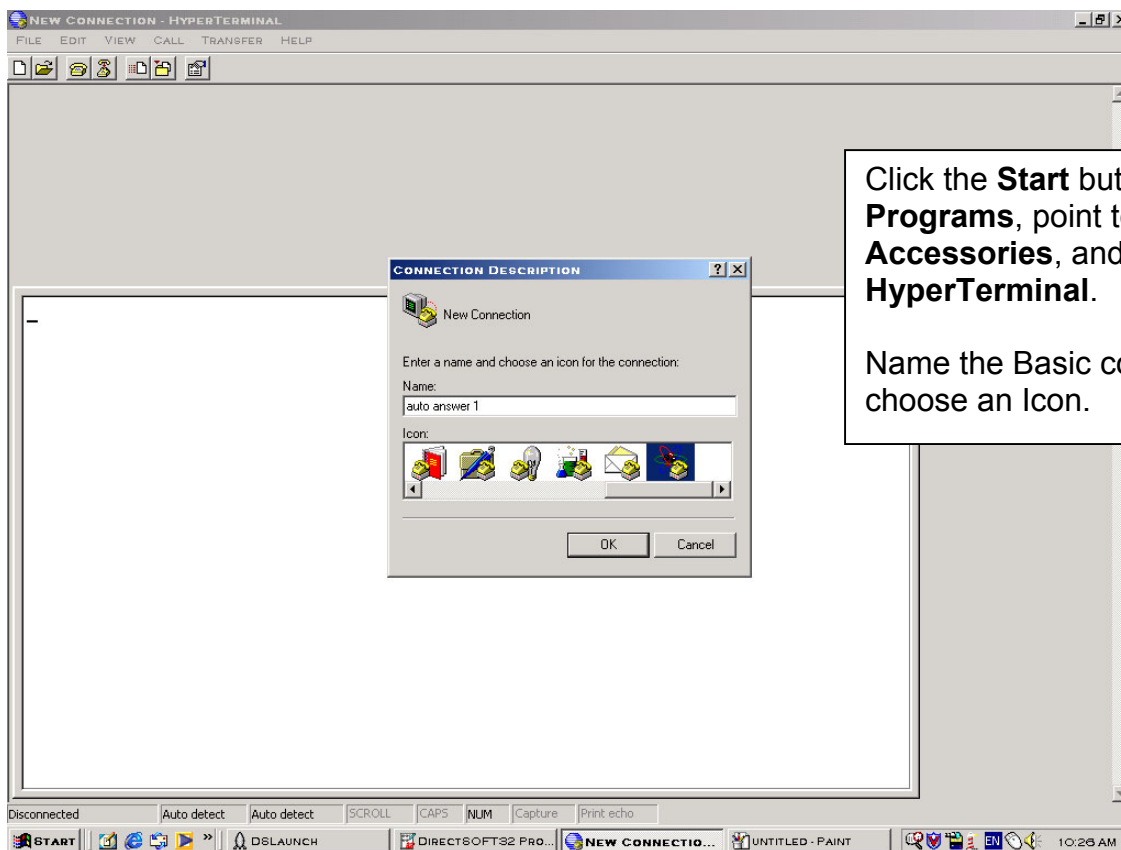 NEW CONNECTION - HYPERTERMINAL
FILE EDIT VIEW CALL TRANSFER HELP
Click the Start but
Programs, point t
Accessories, and
HyperTerminal.
Name the Basic co
choose an Icon.
CONNECTION DESCRIPTION
New Connection
Enter a name and choose an icon for the connection:
Name:
auto answer 1
Icon:
OK Cancel
Disconnected Auto detect Auto detect SCROLL CAPS NUM Capture Print echo
START » DSLAUNCH DIRECTSOFT32 PRO... NEW CONNECTIO... UNTITLED - PAINT EN 10:26 AM